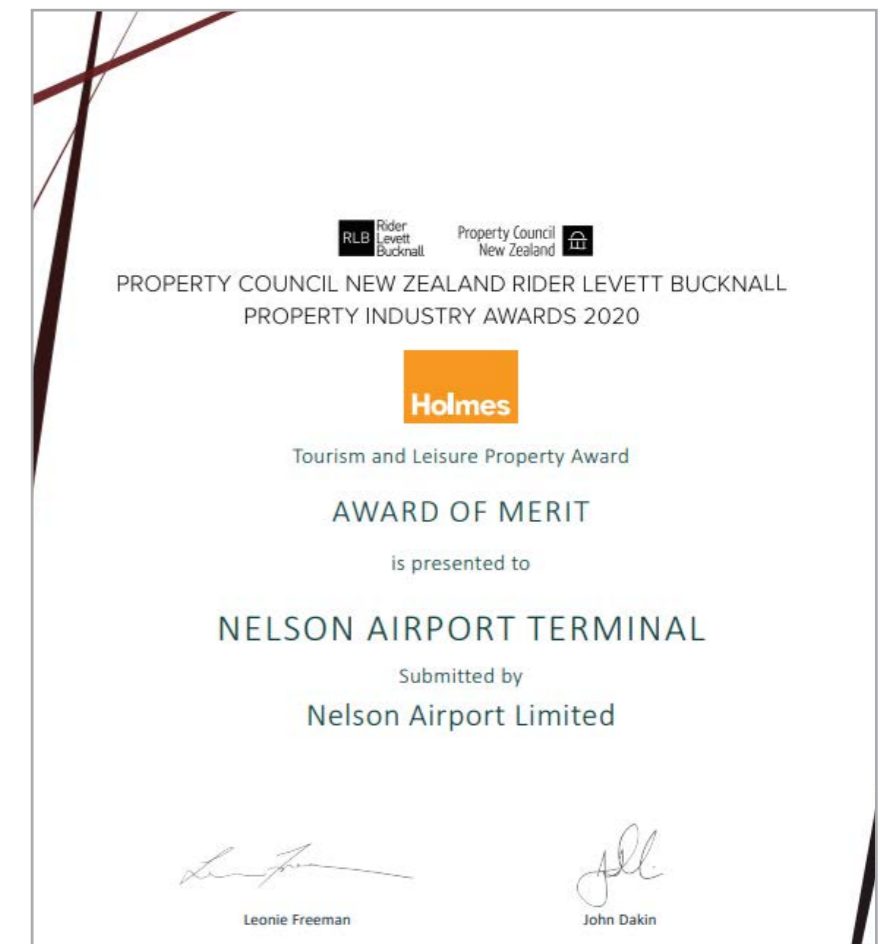 RLB
Rider
Levett
Bucknall
Property Council
New Zealand
PROPERTY COUNCIL NEW ZEALAND RIDER LEVETT BUCKNALL
PROPERTY INDUSTRY AWARDS 2020
Holmes
Tourism and Leisure Property Award
AWARD OF MERIT
is presented to
NELSON AIRPORT TERMINAL
Submitted by
Nelson Airport Limited
Leonie Freeman
John Dakin